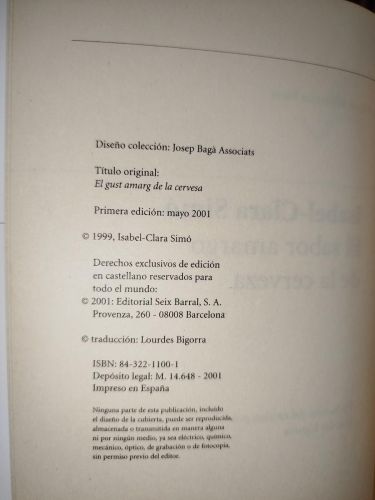 Diseño colección: Josep Bagà Associats
Título original:
El gust amarg de la cervesa
Primera edición: mayo 2001
© 1999, Isabel-Clara Simó
Derechos exclusivos de edición
en castellano reservados para
todo el mundo:
© 2001: Editorial Seix Barral, S. A.
Provenza, 260 - 08008 Barcelona
© traducción: Lourdes Bigorra
ISBN: 84-322-1100-1
Depósito legal: M. 14.648 - 2001
Impreso en España
Ninguna parte de esta publicación, incluido
el diseño de la cubierta, puede ser reproducida,
almacenada o transmitida en manera alguna
ni por ningún medio, ya sea eléctrico, químico,
mecánico, óptico, de grabación o de fotocopia,
sin permiso previo del editor.